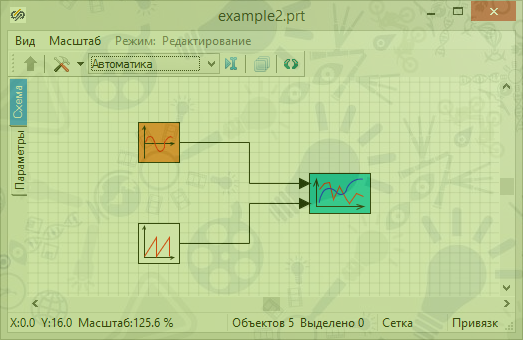 example2.prt
Вид Масштаб Режим: Редактирование
Автоматика
Схема
Параметры
X:0.0 Y:16.0 Масштаб:125.6 % Объектов 5 Выделено 0 Сетка Привязк